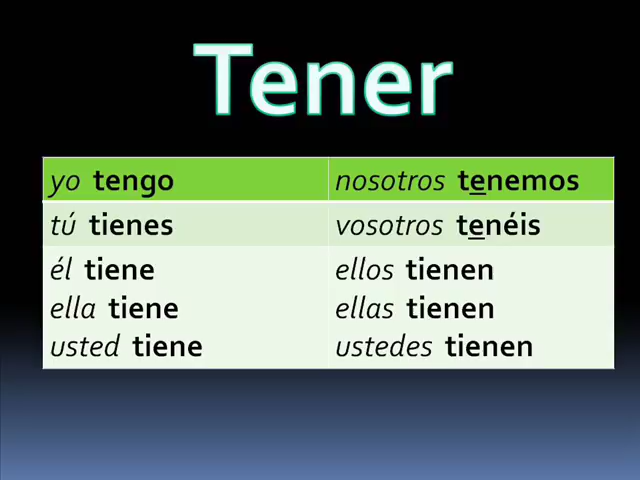 Tener
yo tengo
nosotros tenemos
tú tienes
vosotros tenéis
él tiene
ella tiene
usted tiene
ellos tienen
ellas tienen
ustedes tienen